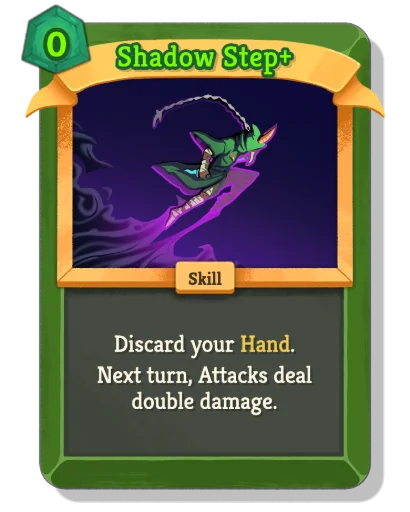 0
Shadow Step+
Skill
Discard your Hand.
Next turn, Attacks deal
double damage.